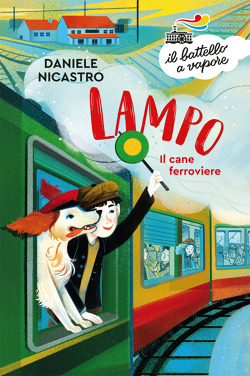 DANIELE
NICASTRO
il battello
a vapore
LAMPO
Il cane
ferroviere